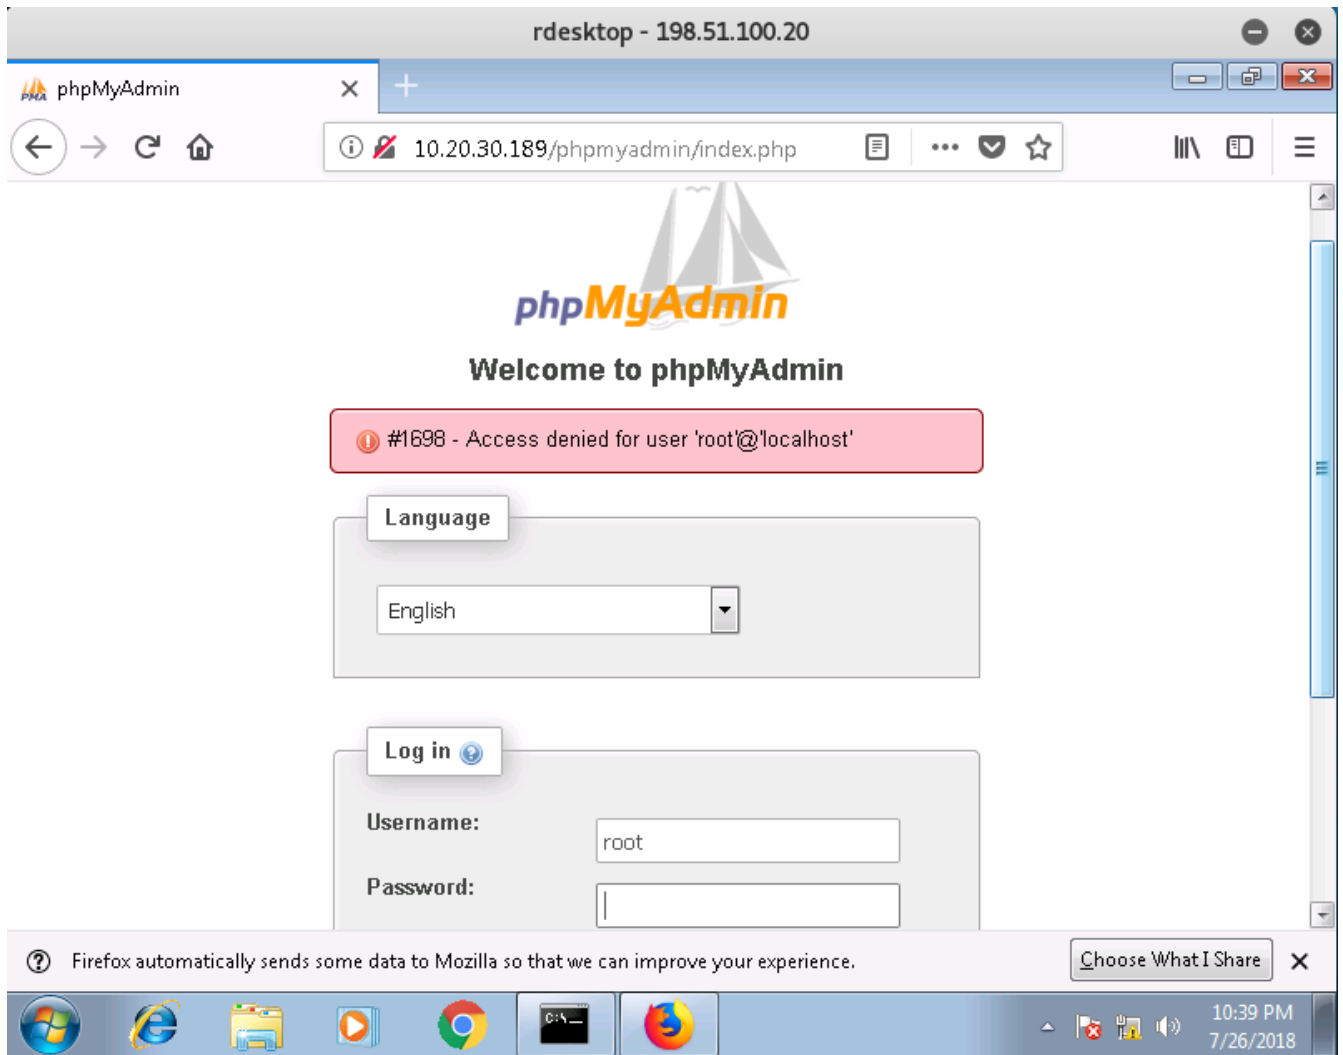 rdesktop - 198.51.100.20
PMA phpMyAdmin
10.20.30.189/phpmyadmin/index.php
phpMyAdmin
Welcome to phpMyAdmin
#1698 - Access denied for user 'root'@'localhost'
Language
English
Log in
Username:
root
Password:
Firefox automatically sends some data to Mozilla so that we can improve your experience.
Choose What I Share
C:\_
10:39 PM
7/26/2018